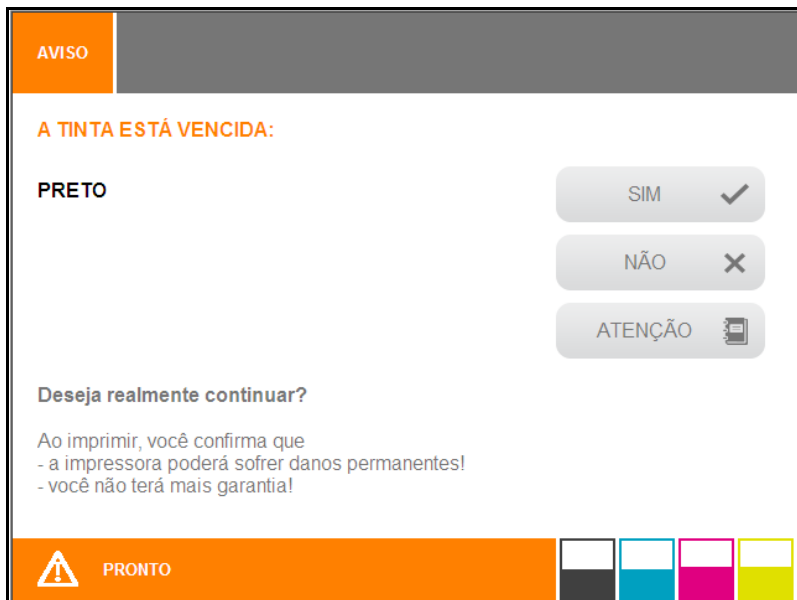 AVISO
A TINTA ESTÁ VENCIDA:
PRETO
SIM
NÃO
ATENÇÃO
Deseja realmente continuar?
Ao imprimir, você confirma que
- a impressora poderá sofrer danos permanentes!
- você não terá mais garantia!
PRONTO